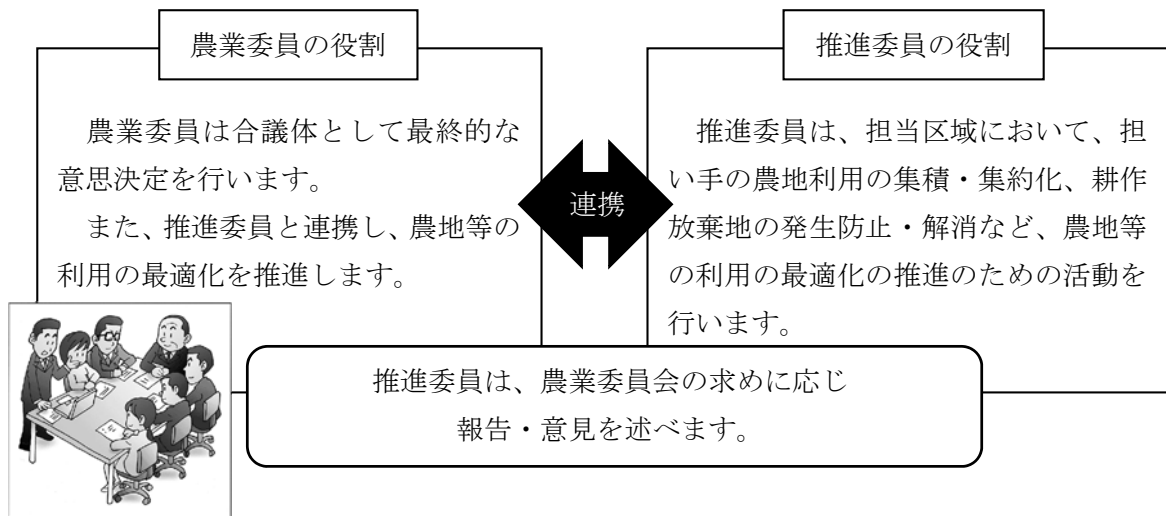 農業委員の役割
農業委員は合議体として最終的な
意思決定を行います。
また、推進委員と連携し、農地等の
利用の最適化を推進します。
連携
推進委員の役割
推進委員は、担当区域において、担
い手の農地利用の集積・集約化、耕作
放棄地の発生防止・解消など、農地等
の利用の最適化の推進のための活動を
行います。
推進委員は、農業委員会の求めに応じ
報告・意見を述べます。